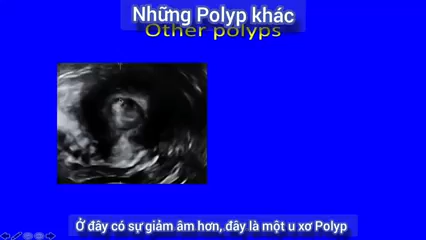 Những Polyp khác
Other polyps
Ở đây có sự giảm âm hơn, đây là một u xơ Polyp